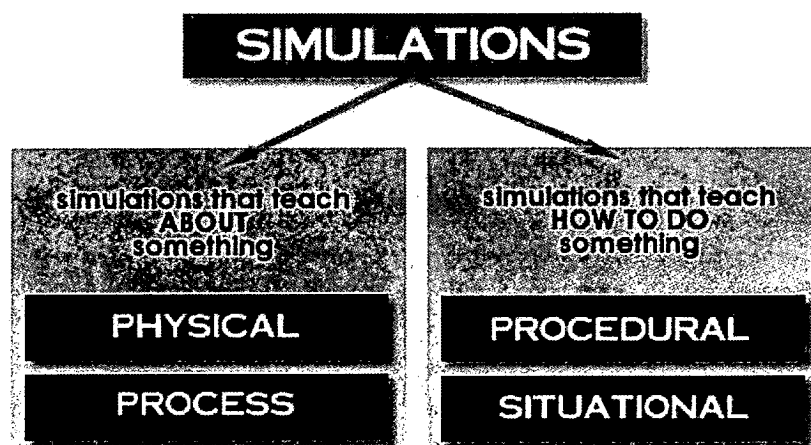 SIMULATIONS
simulations that teach
ABOUT
something
PHYSICAL
PROCESS
simulations that teach
HOW TO DO
something
PROCEDURAL
SITUATIONAL